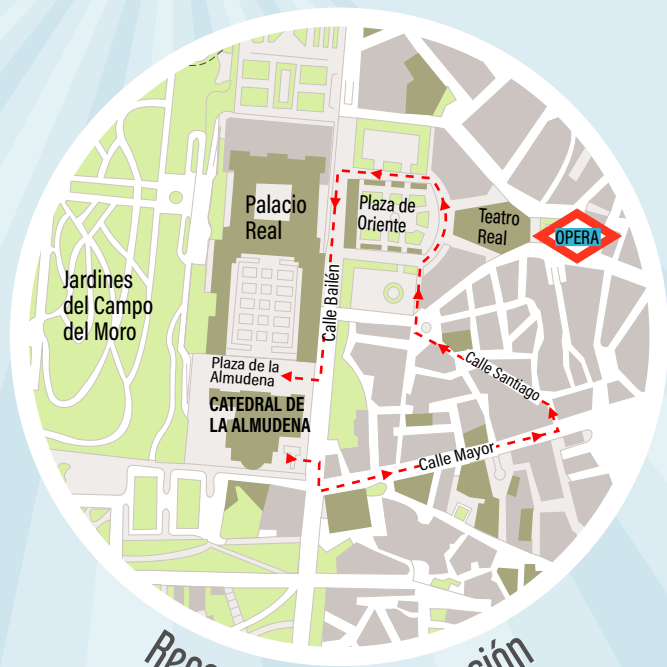 Palacio
Real
Plaza de
Oriente
Teatro
Real
OPERA
Jardines
del Campo
del Moro
Calle Bailén
Plaza de la
Almudena
CATEDRAL DE
LA ALMUDENA
Calle Santiago
Calle Mayor